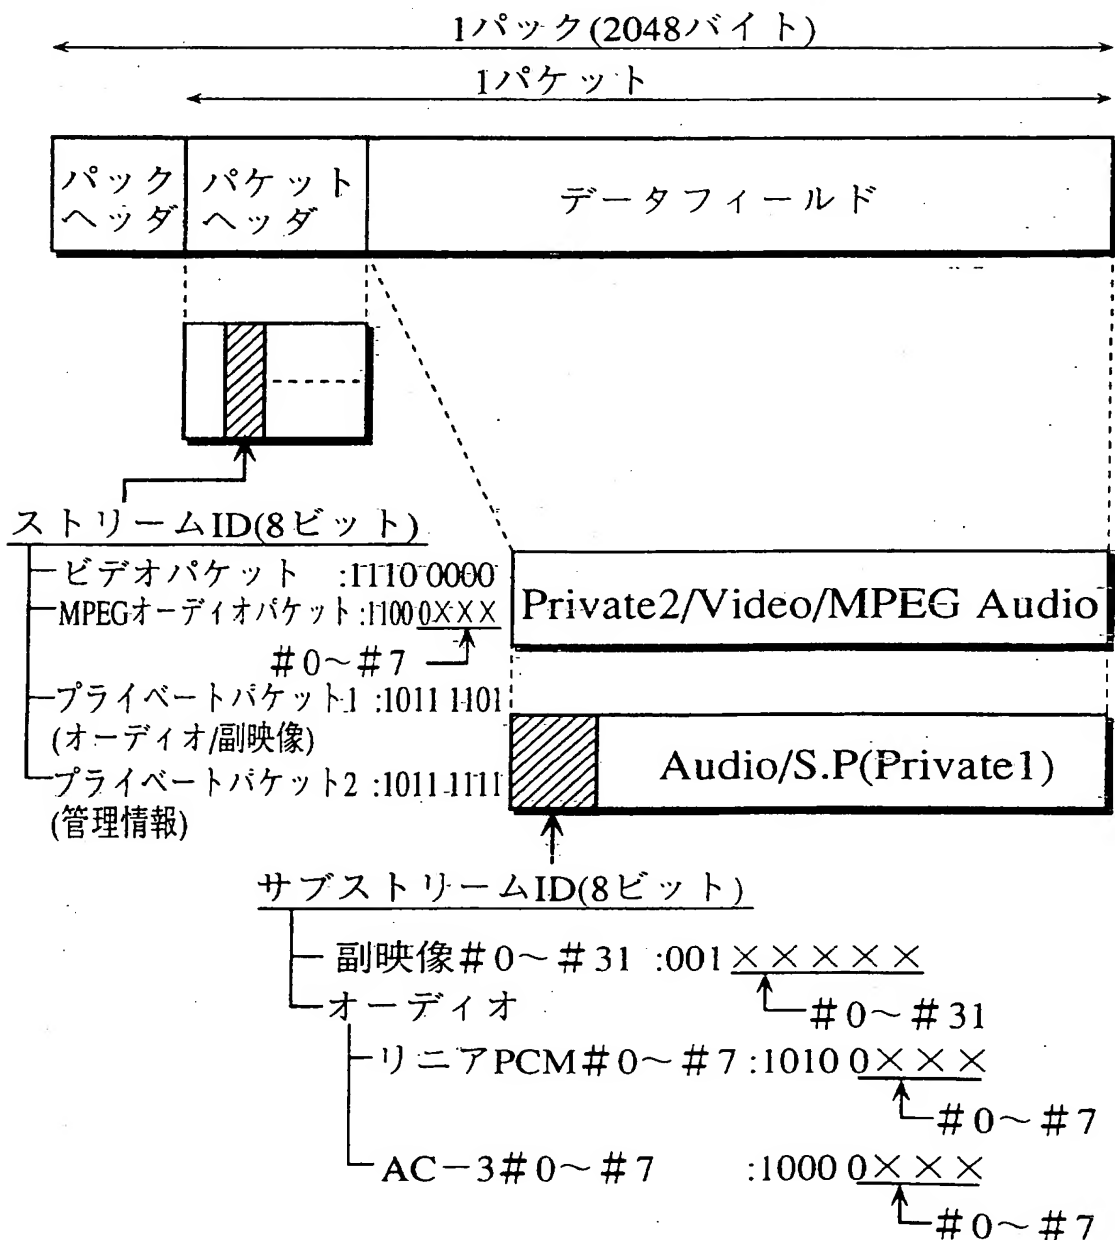 1パック(2048バイト)
1パケット
パック
ヘッダ
パケット
ヘッダ
データフィールド
ストリームID(8ビット)
ビデオパケット :1110 0000
MPEGオーディオパケット:1100 0×××
#0～#7
プライベートパケット1 :1011 1101
(オーディオ/副映像)
プライベートパケット2 :1011 1111
(管理情報)
Private2/Video/MPEG Audio
Audio/S.P(Private1)
サブストリームID(8ビット)
副映像#0～#31 :001×××××
#0～#31
オーディオ
リニアPCM#0～#7 :1010 0×××
#0～#7
AC-3#0～#7 :1000 0×××
#0～#7